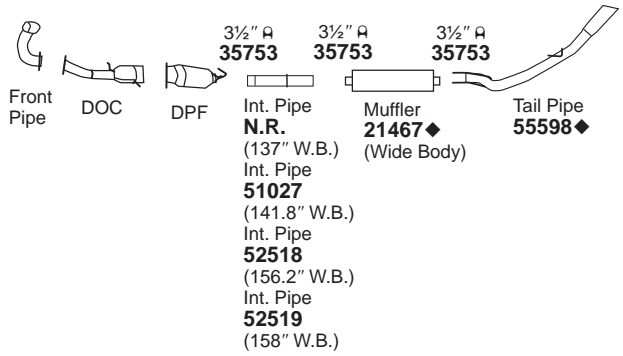 3½″ 3½″ 3½″
35753 35753 35753
Front
Pipe
DOC
DPF
Int. Pipe
N.R.
(137″ W.B.)
Int. Pipe
51027
(141.8″ W.B.)
Int. Pipe
52518
(156.2″ W.B.)
Int. Pipe
52519
(158″ W.B.)
Muffler
21467◆
(Wide Body)
Tail Pipe
55598◆